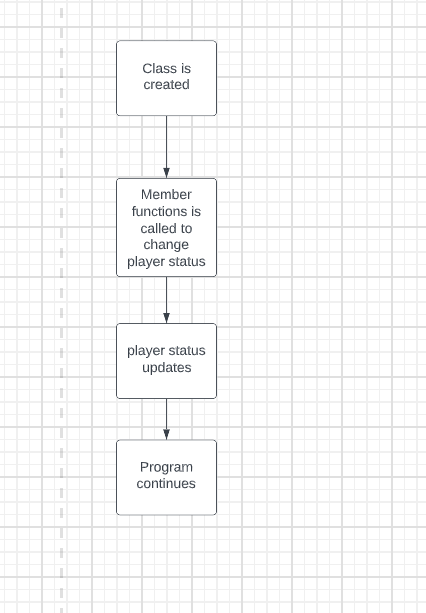 Class is
created
Member
functions is
called to
change
player status
player status
updates
Program
continues